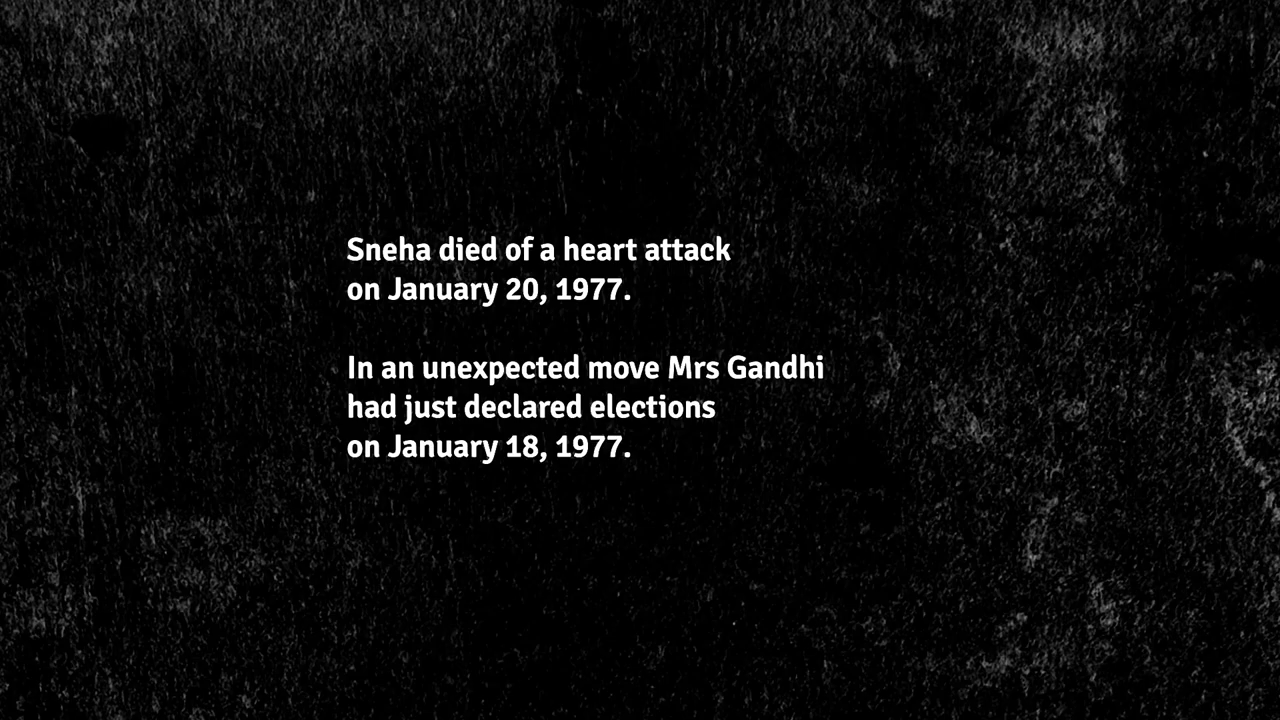 Sneha died of a heart attack
on January 20, 1977.
In an unexpected move Mrs Gandhi
had just declared elections
on January 18, 1977.